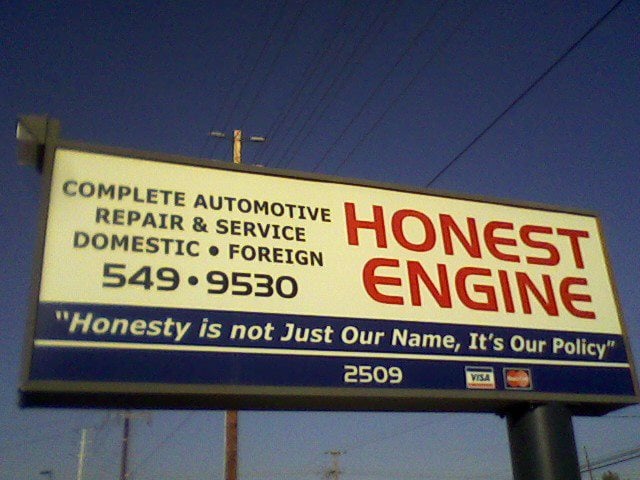 COMPLETE AUTOMOTIVE
REPAIR & SERVICE
DOMESTIC • FOREIGN
549•9530
HONEST
ENGINE
"Honesty is not Just Our Name, It's Our Policy"
2509
VISA
MasterCard